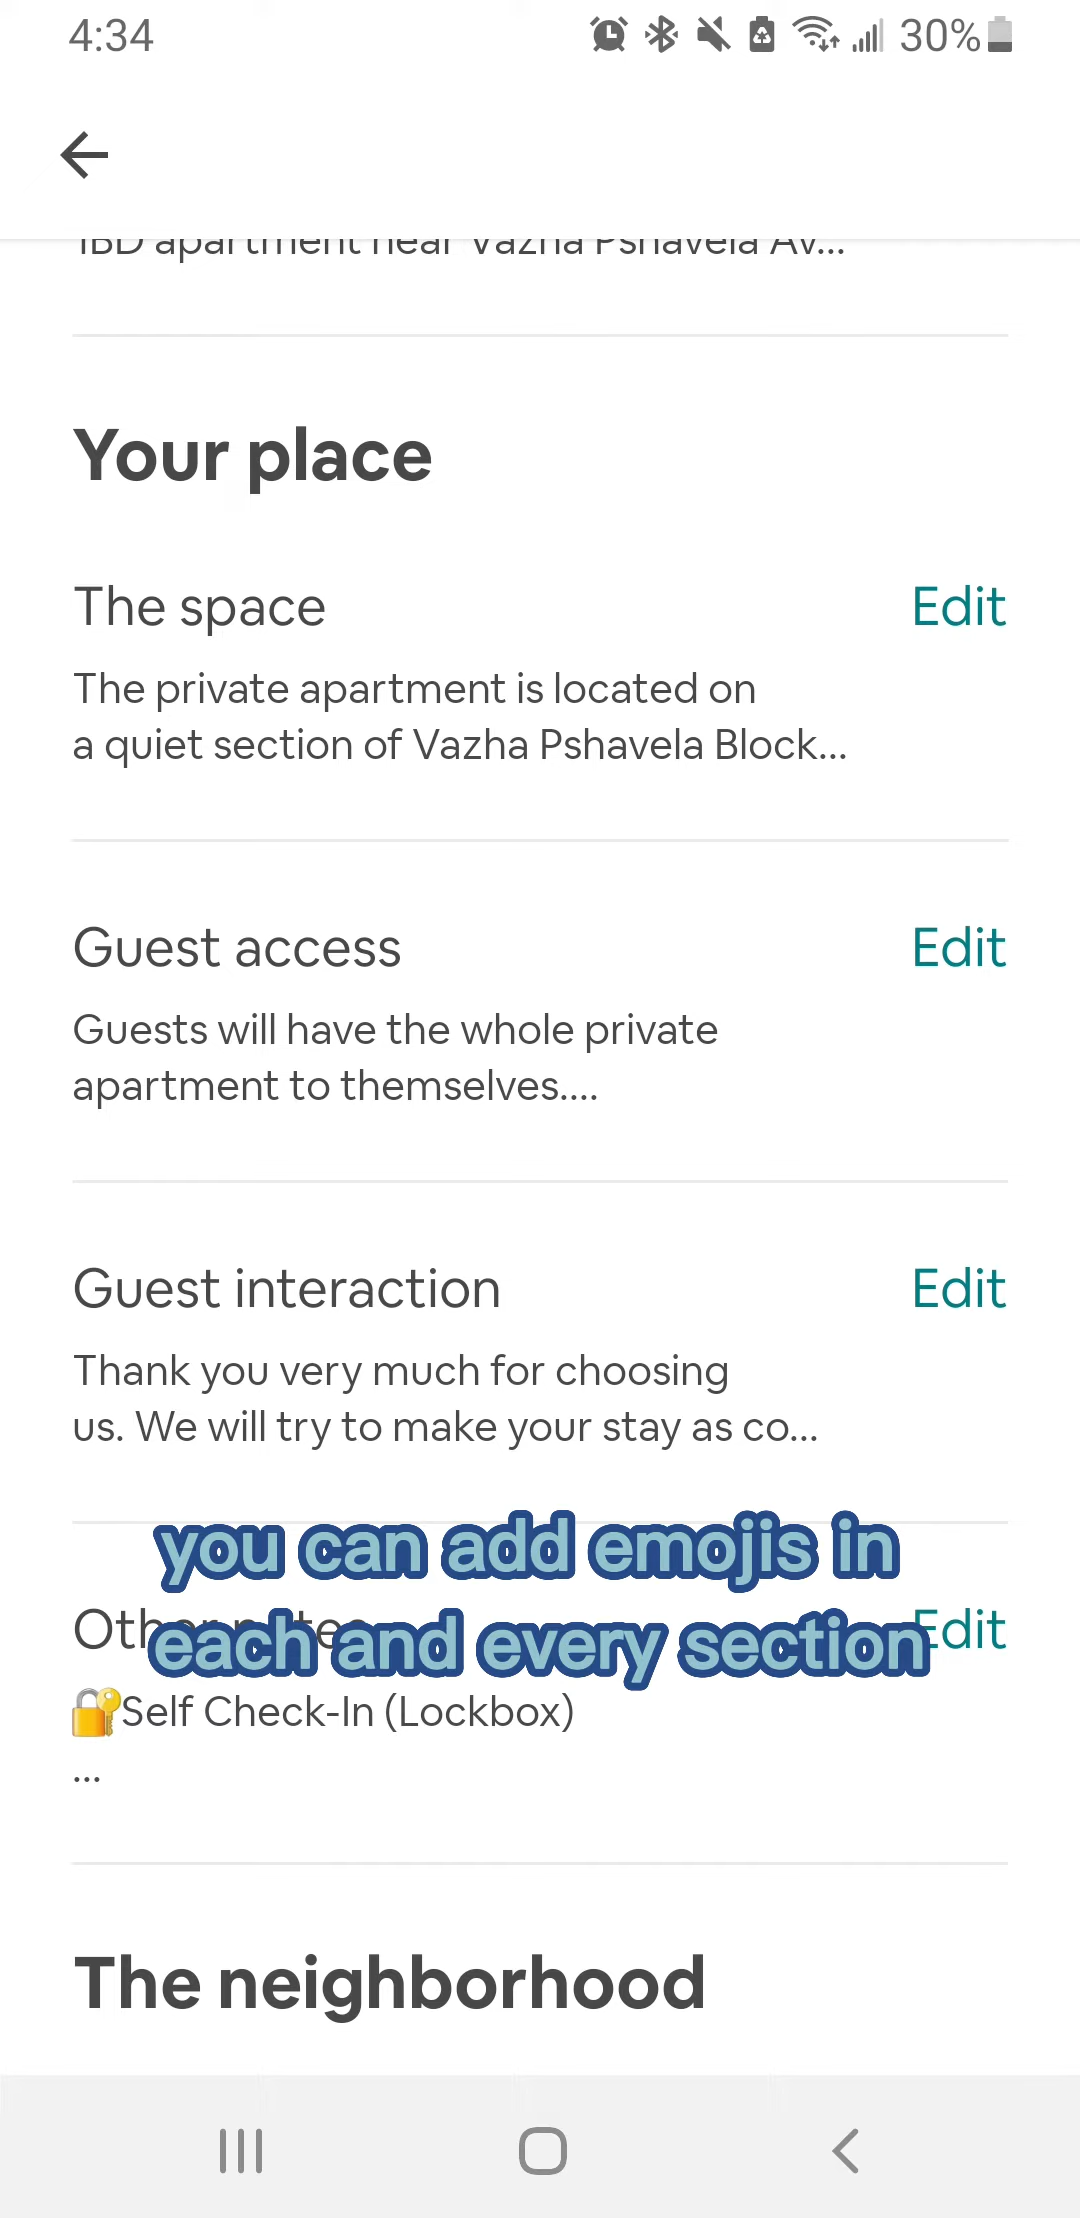 4:34
30%
1BD apartment near Vazha Pshavela Av...
Your place
The space
Edit
The private apartment is located on
a quiet section of Vazha Pshavela Block...
Guest access
Edit
Guests will have the whole private
apartment to themselves....
Guest interaction
Edit
Thank you very much for choosing
us. We will try to make your stay as co...
you can add emojis in
each and every section
Other notes
Edit
🔐Self Check-In (Lockbox)
...
The neighborhood